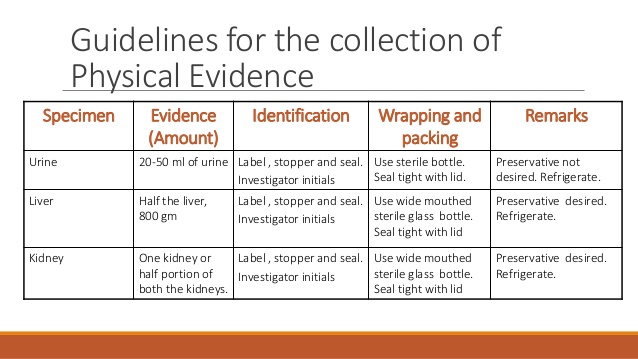 Guidelines for the collection of
Physical Evidence
Specimen
Evidence
(Amount)
Identification
Wrapping and
packing
Remarks
Urine
20-50 ml of urine
Label , stopper and seal.
Investigator initials
Use sterile bottle.
Seal tight with lid.
Preservative not
desired. Refrigerate.
Liver
Half the liver,
800 gm
Label , stopper and seal.
Investigator initials
Use wide mouthed
sterile glass bottle.
Seal tight with lid
Preservative desired.
Refrigerate.
Kidney
One kidney or
half portion of
both the kidneys.
Label , stopper and seal.
Investigator initials
Use wide mouthed
sterile glass bottle.
Seal tight with lid
Preservative desired.
Refrigerate.